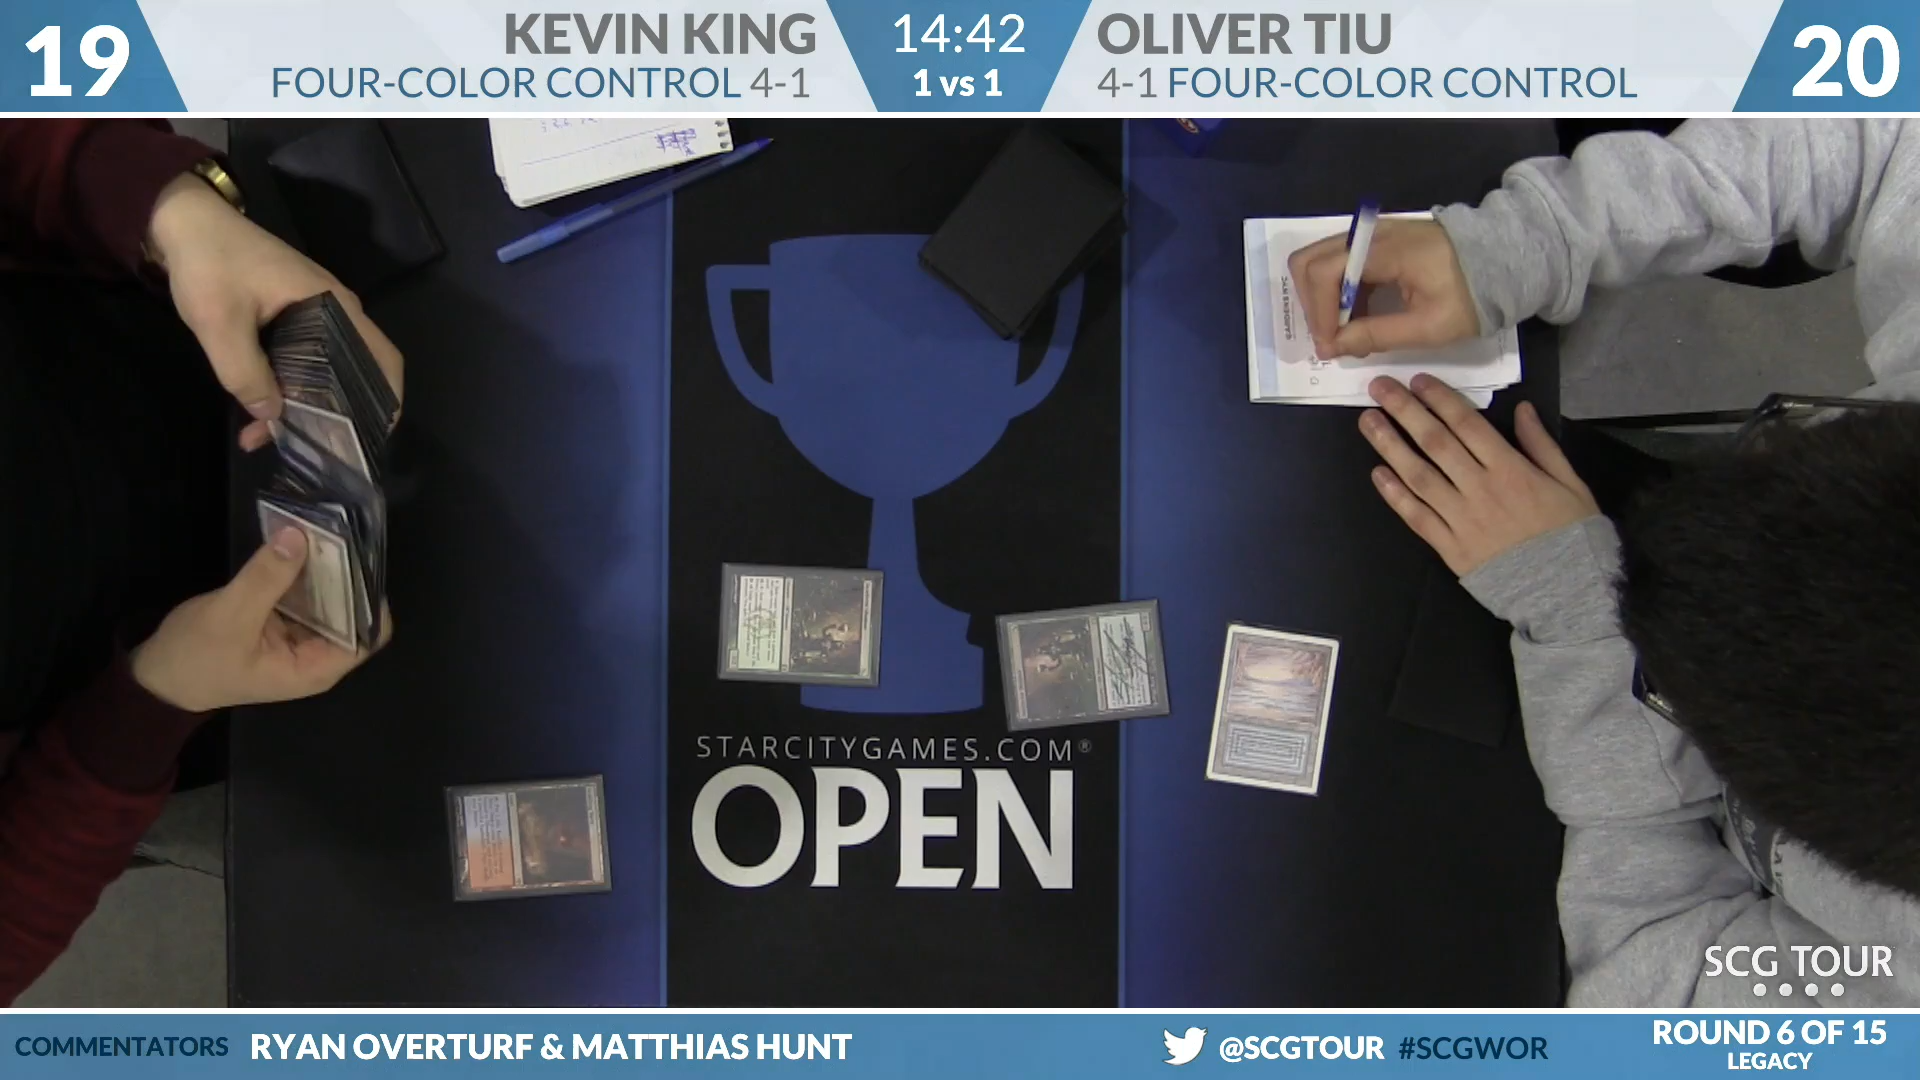 19
KEVIN KING
FOUR-COLOR CONTROL 4-1
14:42
1 vs 1
OLIVER TIU
4-1 FOUR-COLOR CONTROL
20
GARDENS NYC
STARCITYGAMES.COM®
OPEN
SCG TOUR
COMMENTATORS RYAN OVERTURF & MATTHIAS HUNT
@SCGTOUR #SCGWOR
ROUND 6 OF 15
LEGACY